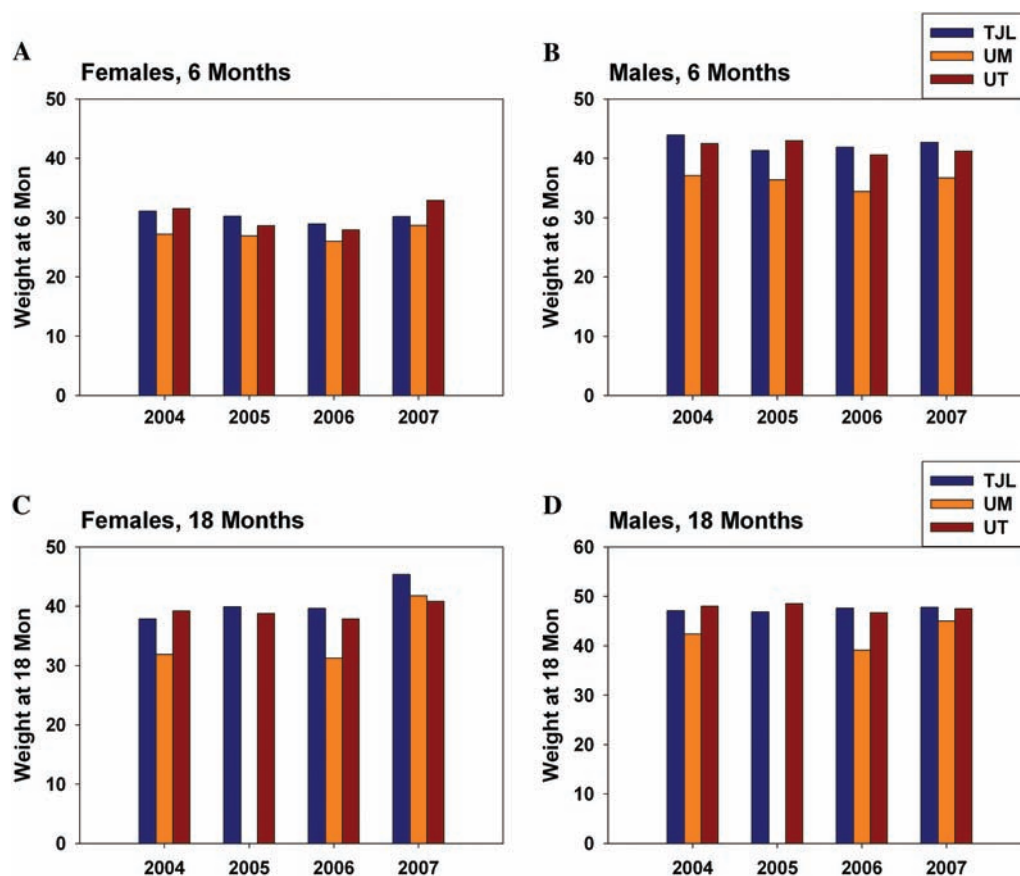 A
Females, 6 Months
Weight at 6 Mon
50
40
30
20
10
0
2004 2005 2006 2007
B
Males, 6 Months
TJL
UM
UT
Weight at 6 Mon
50
40
30
20
10
0
2004 2005 2006 2007
C
Females, 18 Months
Weight at 18 Mon
50
40
30
20
10
0
2004 2005 2006 2007
D
Males, 18 Months
TJL
UM
UT
Weight at 18 Mon
60
50
40
30
20
10
0
2004 2005 2006 2007